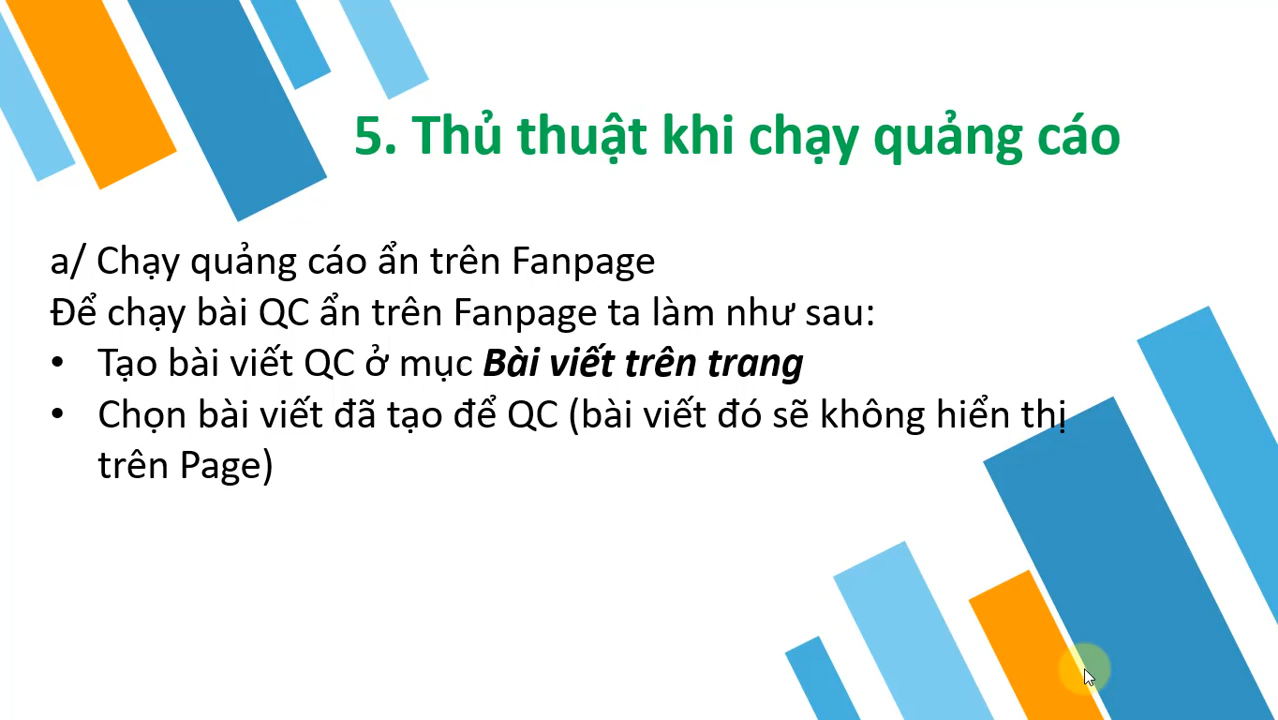 5. Thủ thuật khi chạy quảng cáo
a/ Chạy quảng cáo ẩn trên Fanpage
Để chạy bài QC ẩn trên Fanpage ta làm như sau:
• Tạo bài viết QC ở mục Bài viết trên trang
• Chọn bài viết đã tạo để QC (bài viết đó sẽ không hiển thị
trên Page)